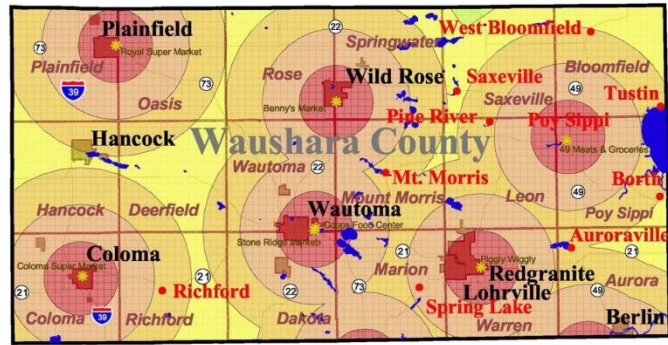 Plainfield
Royal Super Market
73
Plainfield
39
Oasis
73
Hancock
22
Springwater
Rose
Wild Rose
Benny's Market
West Bloomfield
Saxeville
Bloomfield
49
Saxeville
Tustin
Pine River
Poy Sippi
49 Meats & Groceries
Waushara County
Wautoma
22
Mt. Morris
Mount Morris
Leon
49
Borth
Poy Sippi
Hancock
Deerfield
Wautoma
Copps Food Center
Stone Ridge Market
Coloma
Coloma Super Market
21
Richford
21
Marion
21
Piggly Wiggly
Redgranite
Lohrville
Auroraville
21
Aurora
22
73
Spring Lake
49
Coloma
39
Richford
Dakota
Warren
Berlin